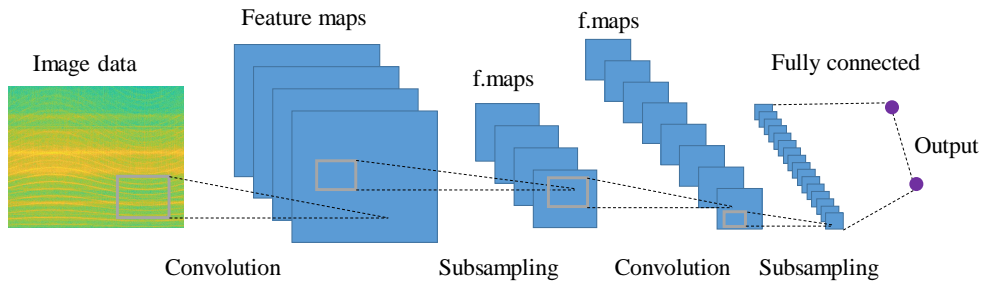 Image data
Feature maps
f.maps
f.maps
Fully connected
Output
Convolution
Subsampling
Convolution
Subsampling